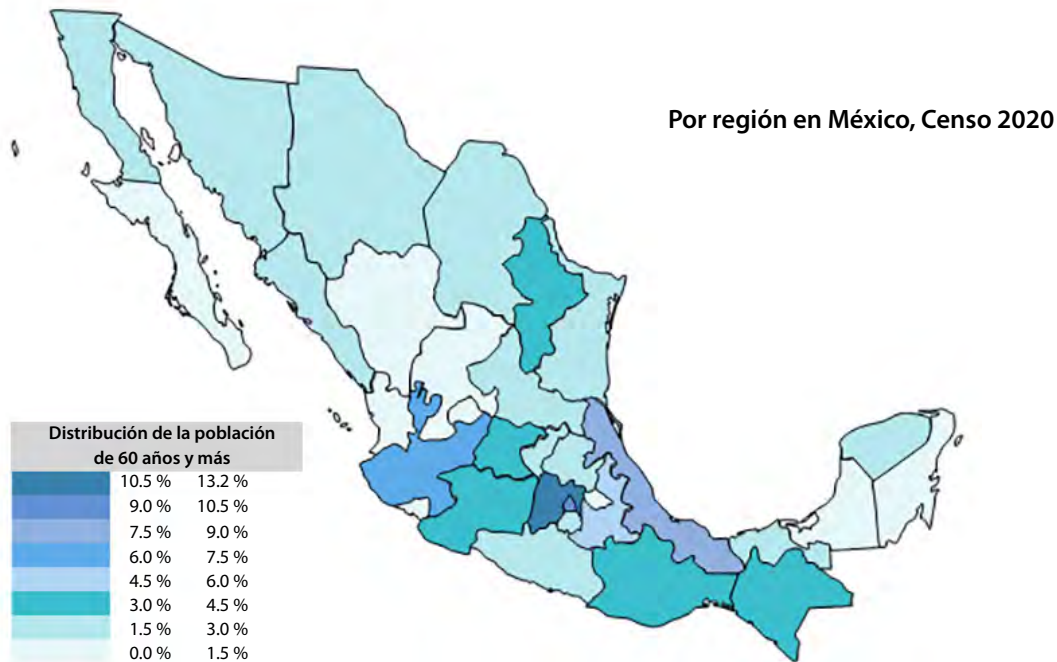 Por región en México, Censo 2020
Distribución de la población
de 60 años y más
10.5 % 13.2 %
9.0 % 10.5 %
7.5 % 9.0 %
6.0 % 7.5 %
4.5 % 6.0 %
3.0 % 4.5 %
1.5 % 3.0 %
0.0 % 1.5 %